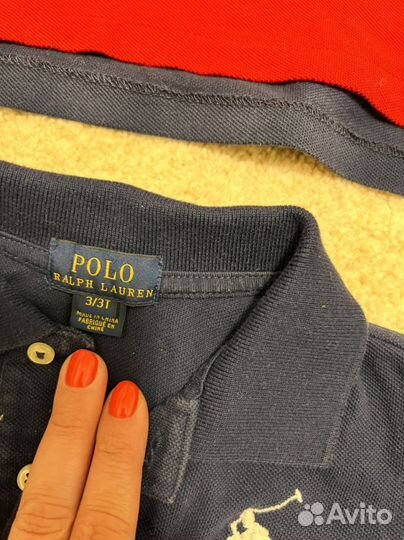 POLO
RALPH LAUREN
3/3T
MADE IN CHINA
FABRIQUÉ EN
CHINE
Avito